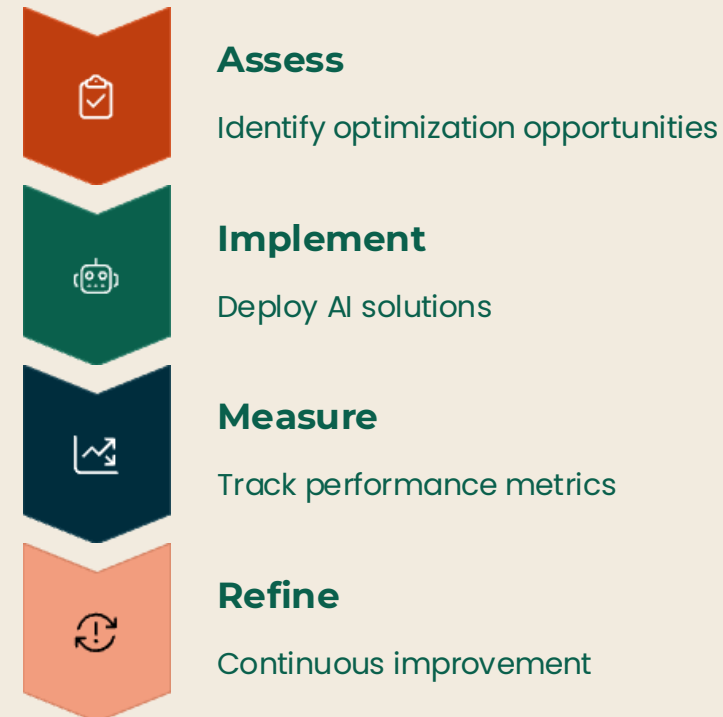 Assess
Identify optimization opportunities
Implement
Deploy AI solutions
Measure
Track performance metrics
Refine
Continuous improvement